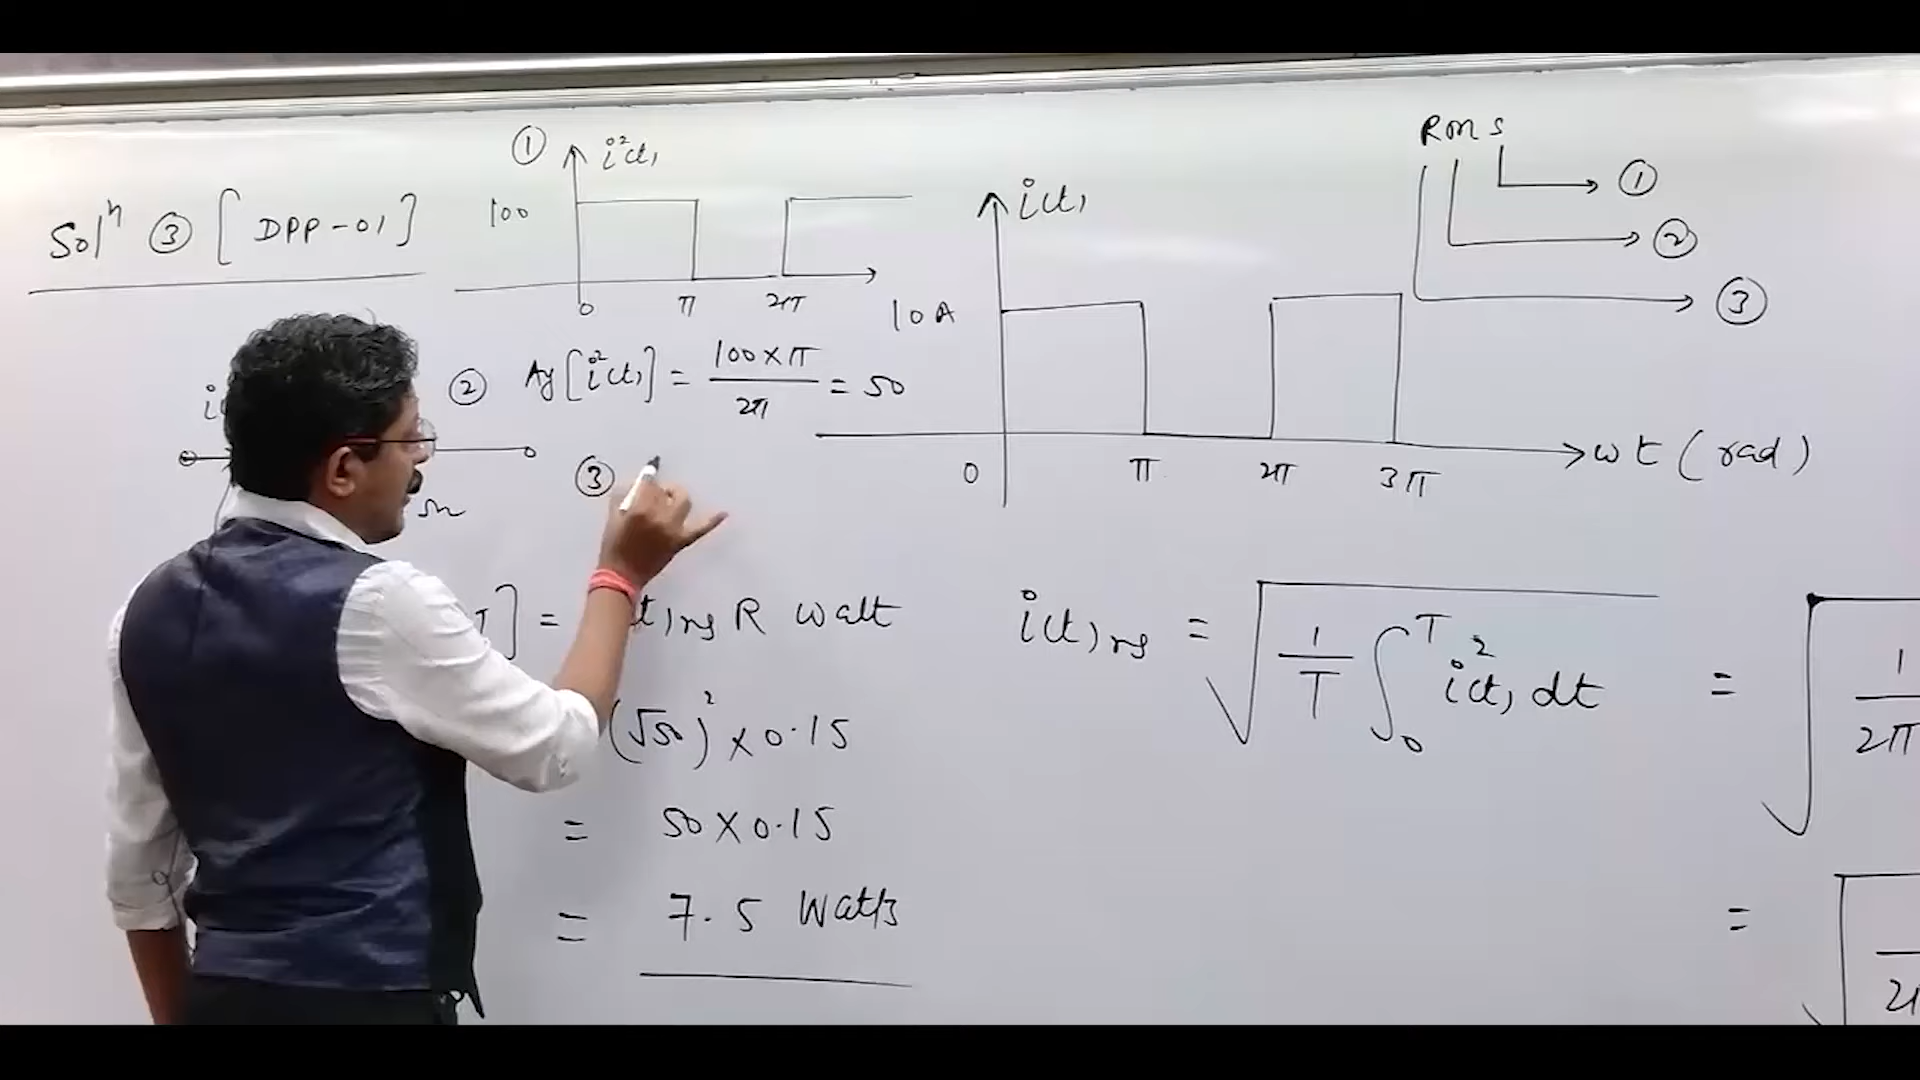 Solⁿ ③ [ DPP-01 ]
① i²(t)
100
0 π 2π
② Avg [ i²(t) ] = 100×π / 2π = 50
③
i(t)
10A
0 π 2π 3π ωt (rad)
RMS
①
②
③
] = R watt
(√50)² × 0.15
= 50 × 0.15
= 7.5 Watts
i(t)rms = √ 1/T ∫₀ᵀ i²(t) dt = √ 1/2π
= √